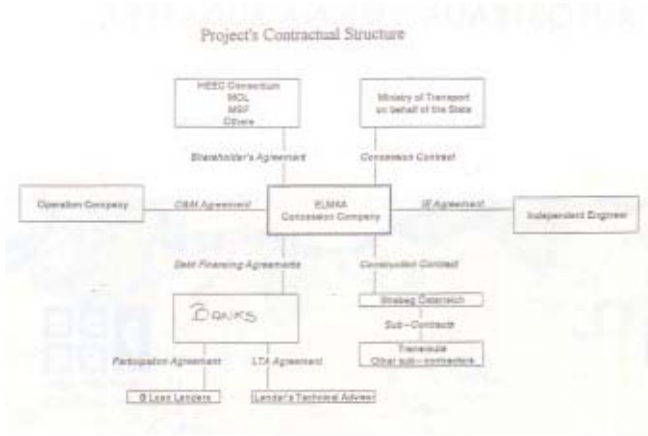 Project's Contractual Structure
HEEC Consortium
MOL
MSF
Others
Ministry of Transport
on behalf of the State
Shareholder's Agreement
Concession Contract
Operation Company
O&M Agreement
ELMKA
Concession Company
IE Agreement
Independent Engineer
Debt Financing Agreements
Construction Contract
BANKS
Strabag Österreich
Sub-Contracts
Transroute
Other sub-contractors
Participation Agreement
LTA Agreement
B Loan Lenders
Lender's Technical Advisor